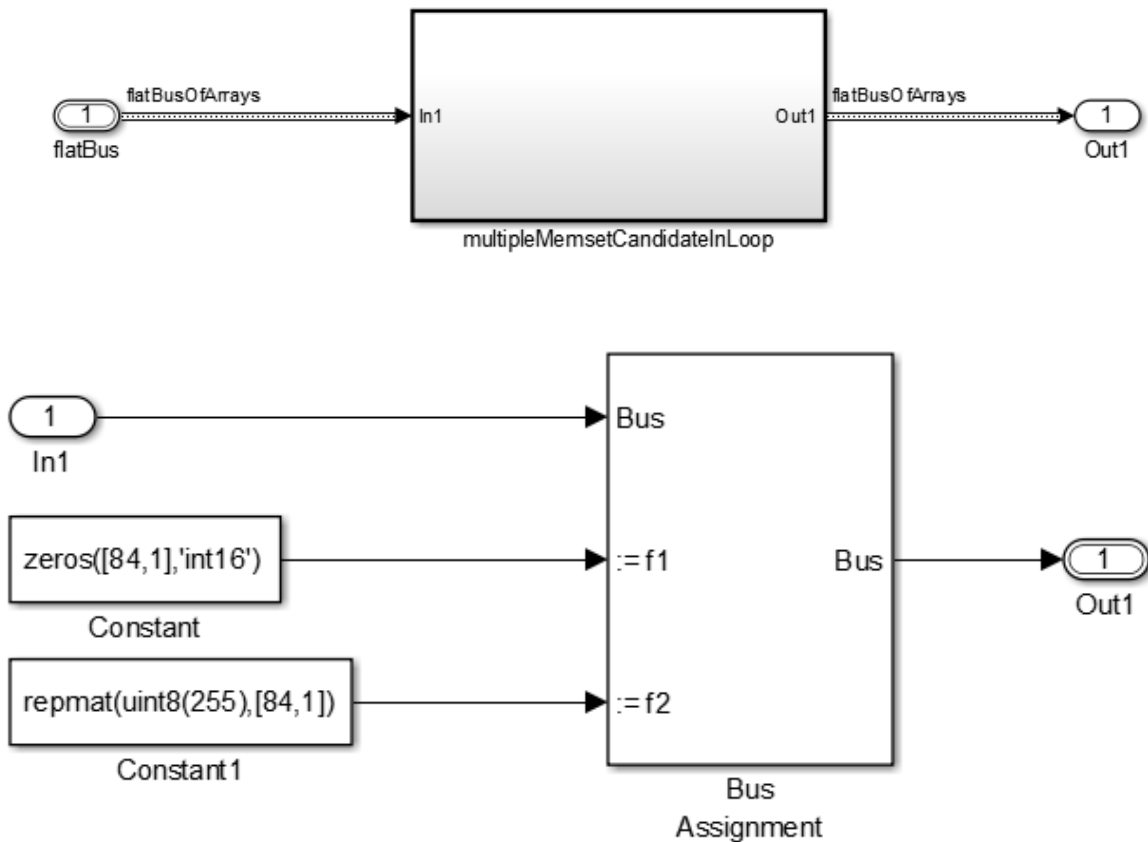 flatBusOfArrays
flatBusOfArrays
1
In1
Out1
1
flatBus
Out1
multipleMemsetCandidateInLoop
1
Bus
In1
zeros([84,1],'int16')
:= f1
Bus
1
Constant
Out1
repmat(uint8(255),[84,1])
:= f2
Constant1
Bus
Assignment